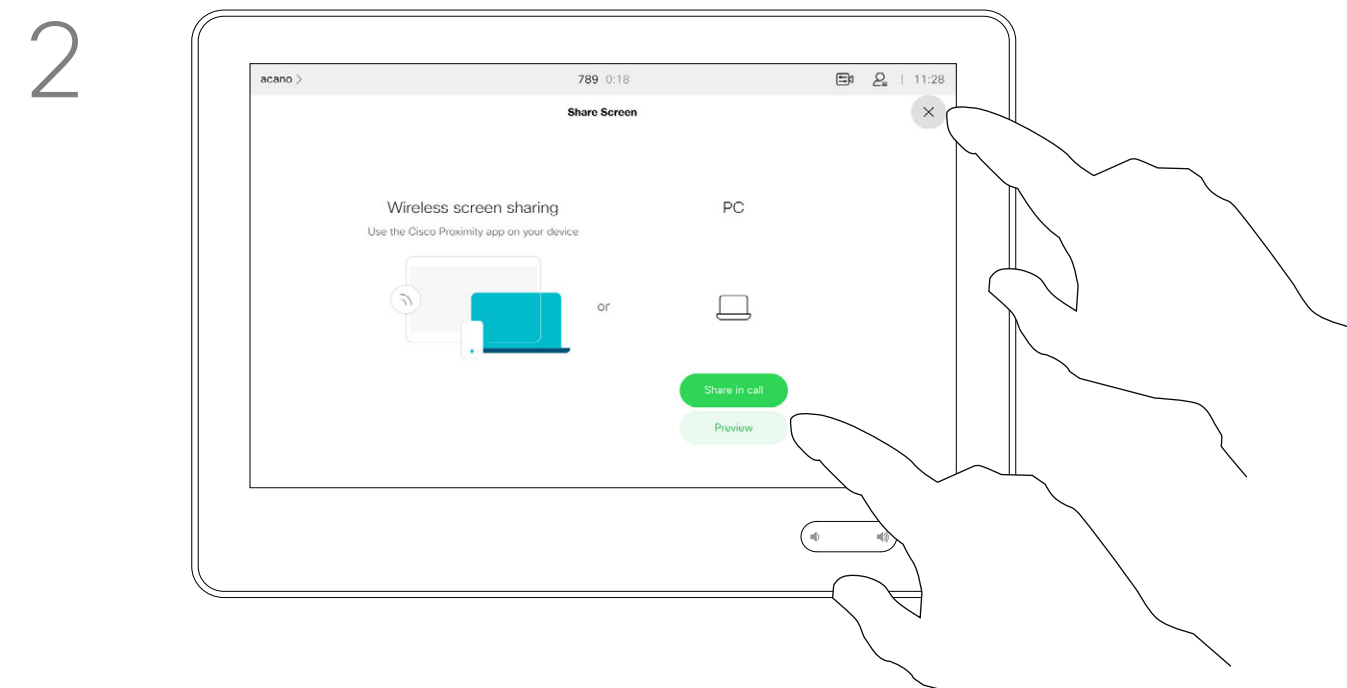 2
acano >
789 0:18
11:28
Share Screen
Wireless screen sharing
Use the Cisco Proximity app on your device
or
PC
Share in call
Preview